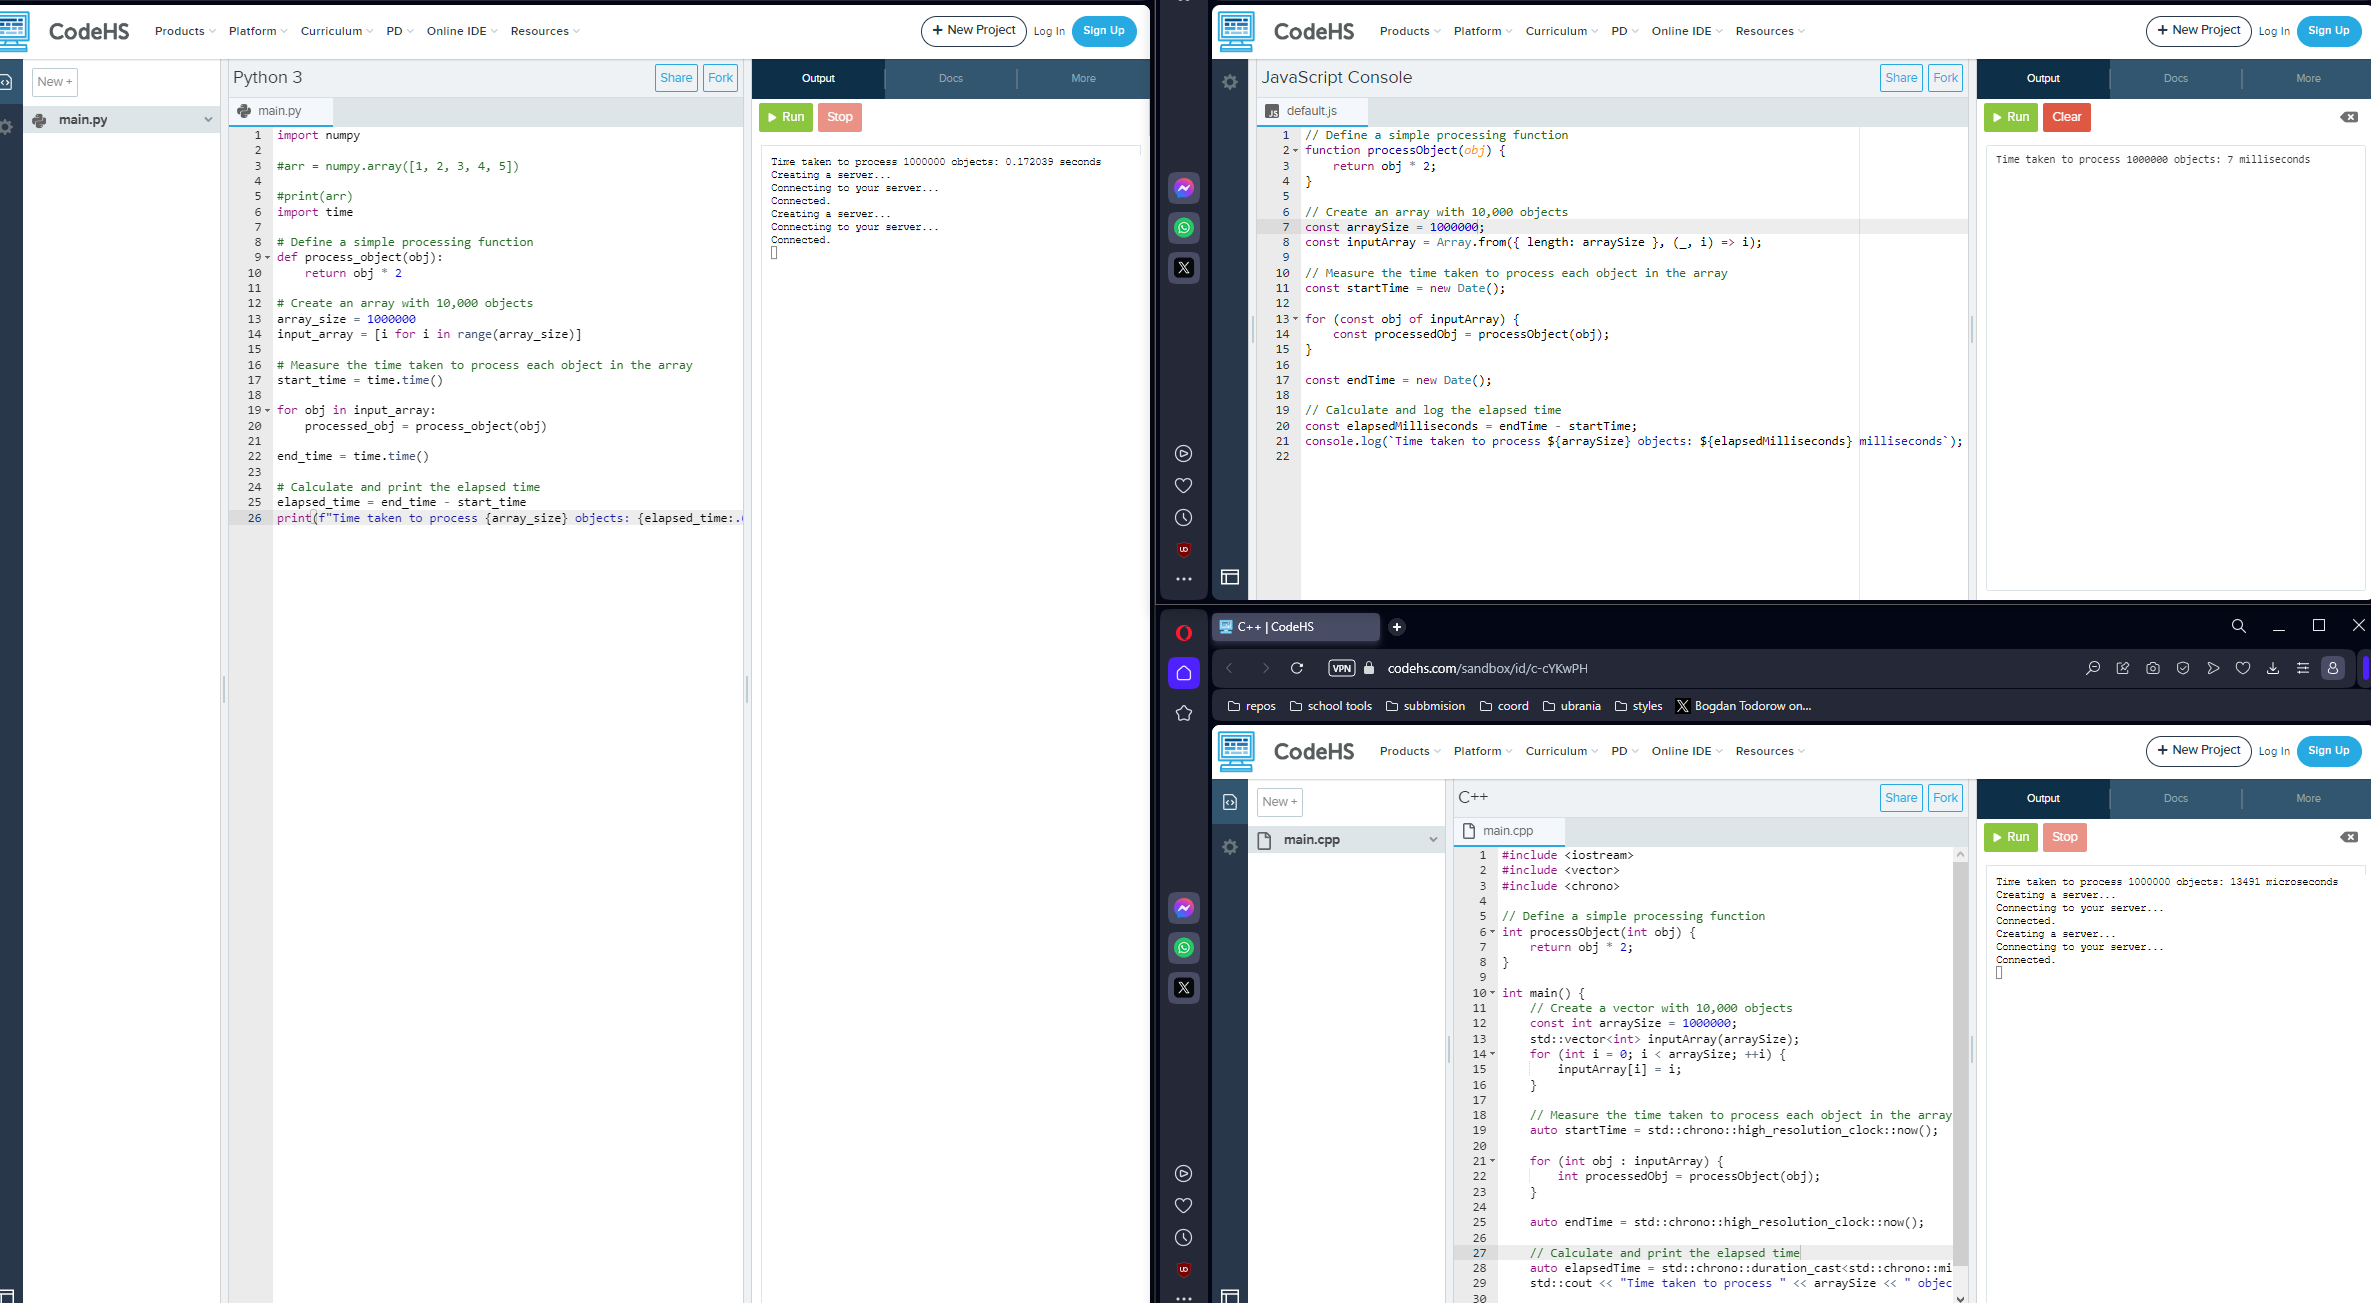 CodeHS
Products Platform Curriculum PD Online IDE Resources
+ New Project Log In Sign Up
New +
main.py
Python 3
Share Fork
main.py
1 import numpy
2
3 #arr = numpy.array([1, 2, 3, 4, 5])
4
5 #print(arr)
6 import time
7
8 # Define a simple processing function
9 def process_object(obj):
10 return obj * 2
11
12 # Create an array with 10,000 objects
13 array_size = 1000000
14 input_array = [i for i in range(array_size)]
15
16 # Measure the time taken to process each object in the array
17 start_time = time.time()
18
19 for obj in input_array:
20 processed_obj = process_object(obj)
21
22 end_time = time.time()
23
24 # Calculate and print the elapsed time
25 elapsed_time = end_time - start_time
26 print(f"Time taken to process {array_size} objects: {elapsed_time:.
Output Docs More
Run Stop
Time taken to process 1000000 objects: 0.172039 seconds
Creating a server...
Connecting to your server...
Connected.
Creating a server...
Connecting to your server...
Connected.
CodeHS
Products Platform Curriculum PD Online IDE Resources
+ New Project Log In Sign Up
JavaScript Console
Share Fork
JS default.js
1 // Define a simple processing function
2 function processObject(obj) {
3 return obj * 2;
4 }
5
6 // Create an array with 10,000 objects
7 const arraySize = 1000000;
8 const inputArray = Array.from({ length: arraySize }, (_, i) => i);
9
10 // Measure the time taken to process each object in the array
11 const startTime = new Date();
12
13 for (const obj of inputArray) {
14 const processedObj = processObject(obj);
15 }
16
17 const endTime = new Date();
18
19 // Calculate and log the elapsed time
20 const elapsedMilliseconds = endTime - startTime;
21 console.log(`Time taken to process ${arraySize} objects: ${elapsedMilliseconds} milliseconds`);
22
Output Docs More
Run Clear
Time taken to process 1000000 objects: 7 milliseconds
C++ | CodeHS
VPN codehs.com/sandbox/id/c-cYKwPH
repos school tools subbmision coord ubrania styles Bogdan Todorow on...
CodeHS
Products Platform Curriculum PD Online IDE Resources
+ New Project Log In Sign Up
New +
main.cpp
C++
Share Fork
main.cpp
1 #include <iostream>
2 #include <vector>
3 #include <chrono>
4
5 // Define a simple processing function
6 int processObject(int obj) {
7 return obj * 2;
8 }
9
10 int main() {
11 // Create a vector with 10,000 objects
12 const int arraySize = 1000000;
13 std::vector<int> inputArray(arraySize);
14 for (int i = 0; i < arraySize; ++i) {
15 inputArray[i] = i;
16 }
17
18 // Measure the time taken to process each object in the array
19 auto startTime = std::chrono::high_resolution_clock::now();
20
21 for (int obj : inputArray) {
22 int processedObj = processObject(obj);
23 }
24
25 auto endTime = std::chrono::high_resolution_clock::now();
26
27 // Calculate and print the elapsed time
28 auto elapsedTime = std::chrono::duration_cast<std::chrono::mi
29 std::cout << "Time taken to process " << arraySize << " objec
30
Output Docs More
Run Stop
Time taken to process 1000000 objects: 13491 microseconds
Creating a server...
Connecting to your server...
Connected.
Creating a server...
Connecting to your server...
Connected.